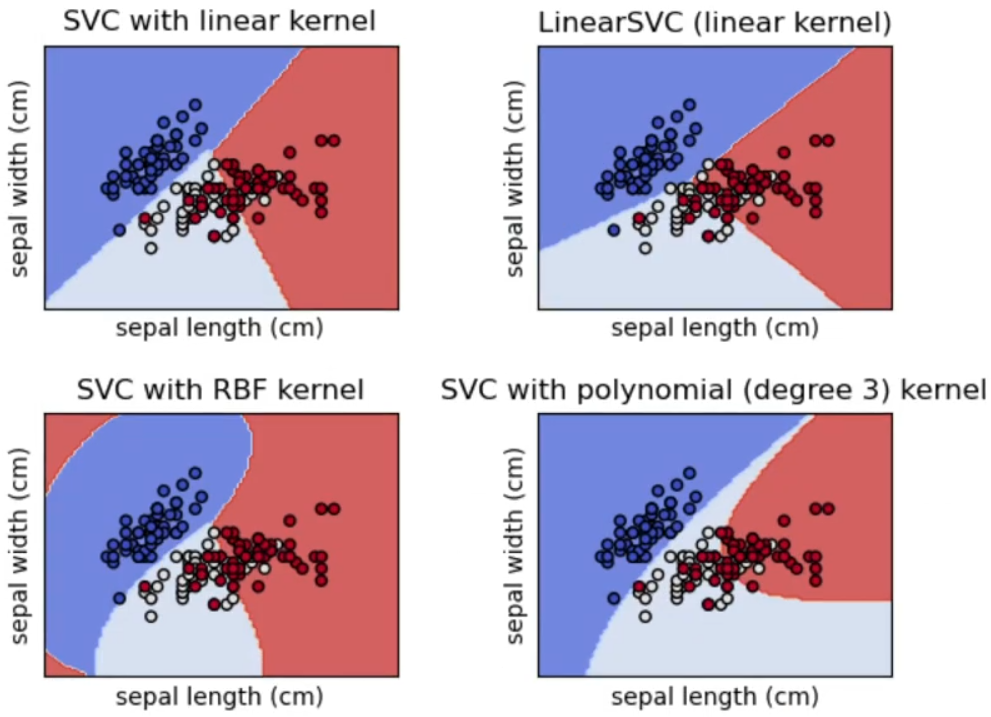 SVC with linear kernel
LinearSVC (linear kernel)
sepal width (cm)
sepal width (cm)
sepal length (cm)
sepal length (cm)
SVC with RBF kernel
SVC with polynomial (degree 3) kernel
sepal width (cm)
sepal width (cm)
sepal length (cm)
sepal length (cm)